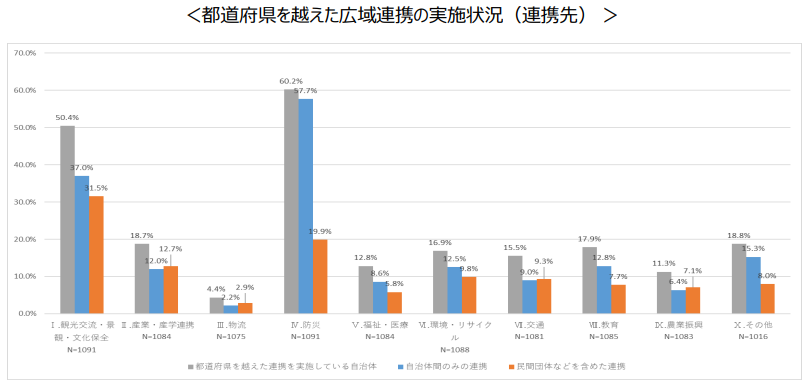 ＜都道府県を越えた広域連携の実施状況（連携先）＞
70.0%
60.0%
50.0%
40.0%
30.0%
20.0%
10.0%
0.0%
50.4%
37.0%
31.5%
18.7%
12.0%
12.7%
4.4%
2.2%
2.9%
60.2%
57.7%
19.9%
12.8%
8.6%
5.8%
16.9%
12.5%
9.8%
15.5%
9.0%
9.3%
17.9%
12.8%
7.7%
11.3%
6.4%
7.1%
18.8%
15.3%
8.0%
Ⅰ.観光交流・景
観・文化保全
N=1091
Ⅱ.産業・産学連携
N=1084
Ⅲ.物流
N=1075
Ⅳ.防災
N=1091
Ⅴ.福祉・医療
N=1084
Ⅵ.環境・リサイク
ル
N=1088
Ⅶ.交通
N=1081
Ⅷ.教育
N=1085
Ⅸ.農業振興
N=1083
Ⅹ.その他
N=1016
都道府県を越えた連携を実施している自治体
自治体間のみの連携
民間団体などを含めた連携